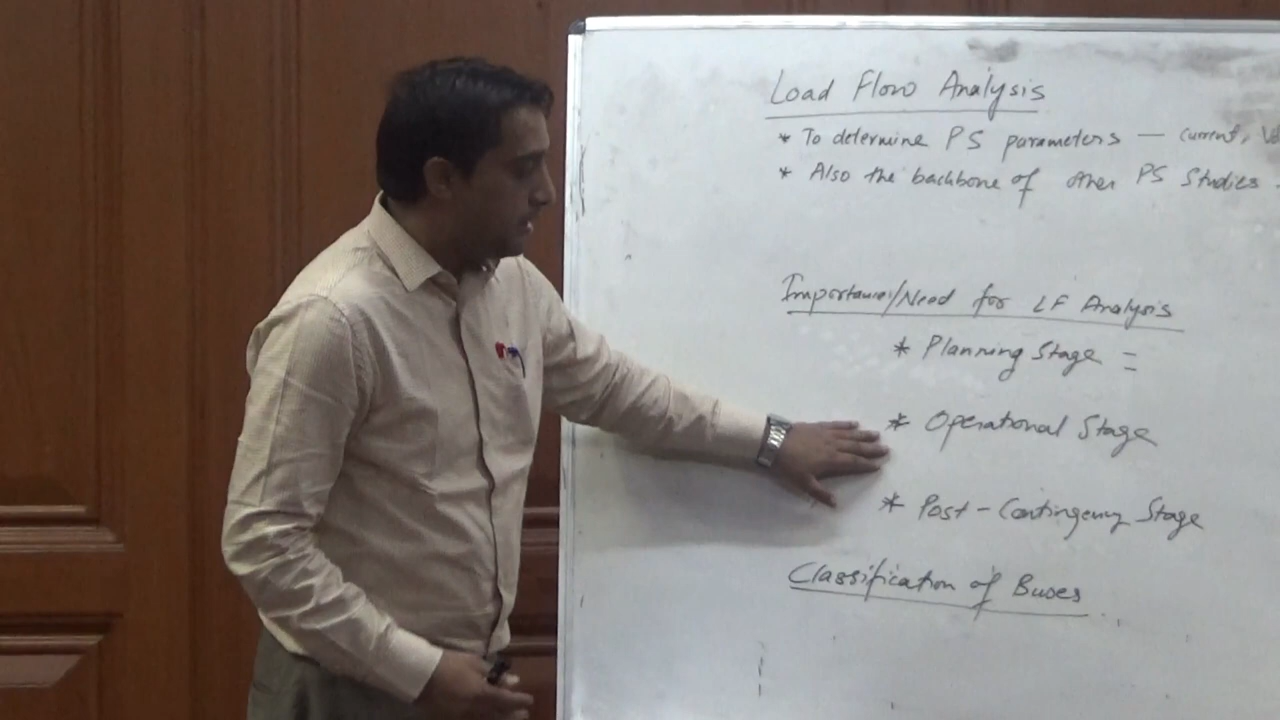 Load Flow Analysis
* To determine PS parameters — current,
* Also the backbone of other PS Studies -
Importance/Need for LF Analysis
* Planning Stage =
* Operational Stage
* Post-Contingency Stage
Classification of Buses